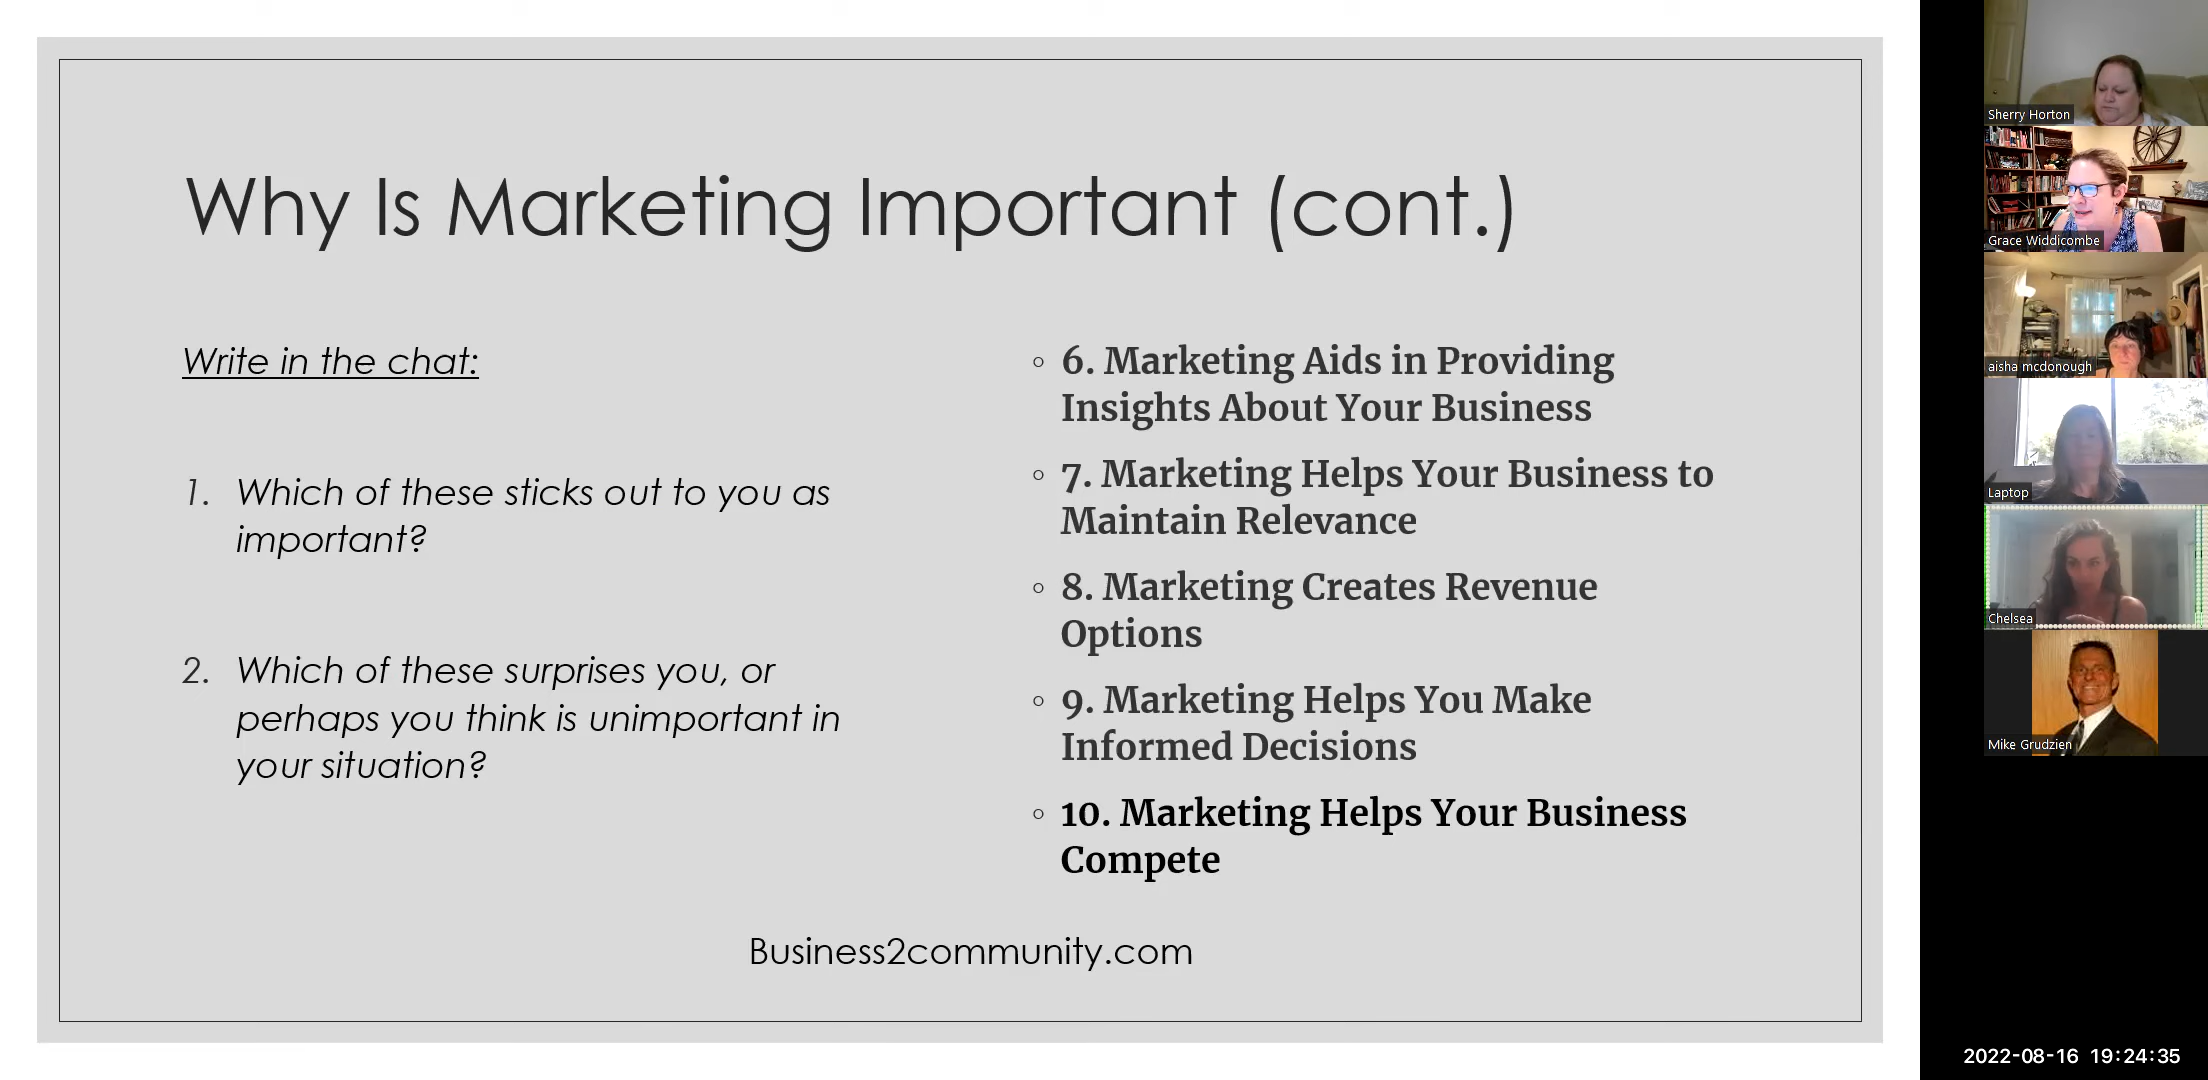 Why Is Marketing Important (cont.)
Write in the chat:
1. Which of these sticks out to you as
important?
2. Which of these surprises you, or
perhaps you think is unimportant in
your situation?
◦ 6. Marketing Aids in Providing
Insights About Your Business
◦ 7. Marketing Helps Your Business to
Maintain Relevance
◦ 8. Marketing Creates Revenue
Options
◦ 9. Marketing Helps You Make
Informed Decisions
◦ 10. Marketing Helps Your Business
Compete
Business2community.com
Sherry Horton
Grace Widdicombe
aisha mcdonough
Laptop
Chelsea
Mike Grudzien
2022-08-16 19:24:35